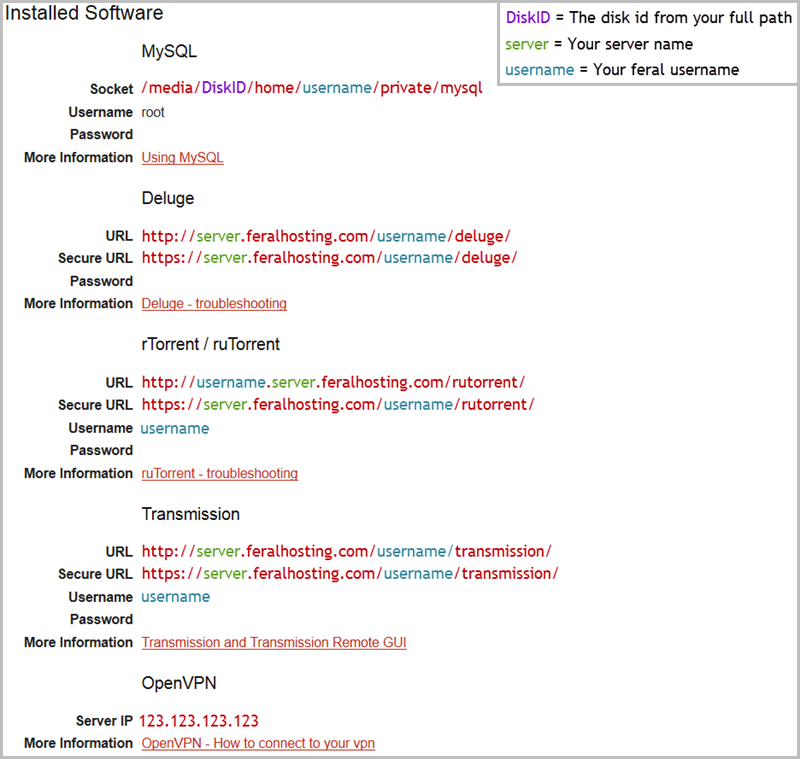 Installed Software
DiskID = The disk id from your full path
server = Your server name
username = Your feral username
MySQL
Socket /media/DiskID/home/username/private/mysql
Username root
Password
More Information Using MySQL
Deluge
URL http://server.feralhosting.com/username/deluge/
Secure URL https://server.feralhosting.com/username/deluge/
Password
More Information Deluge - troubleshooting
rTorrent / ruTorrent
URL http://username.server.feralhosting.com/rutorrent/
Secure URL https://server.feralhosting.com/username/rutorrent/
Username username
Password
More Information ruTorrent - troubleshooting
Transmission
URL http://server.feralhosting.com/username/transmission/
Secure URL https://server.feralhosting.com/username/transmission/
Username username
Password
More Information Transmission and Transmission Remote GUI
OpenVPN
Server IP 123.123.123.123
More Information OpenVPN - How to connect to your vpn